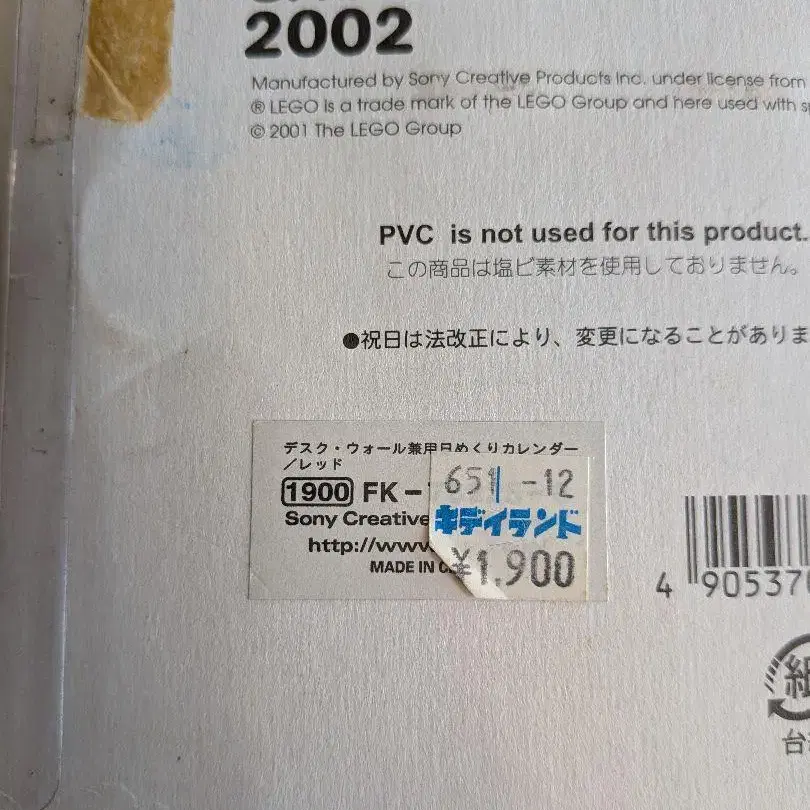 2002
Manufactured by Sony Creative Products Inc. under license from
® LEGO is a trade mark of the LEGO Group and here used with
© 2001 The LEGO Group
PVC is not used for this product.
この商品は塩ビ素材を使用しておりません。
●祝日は法改正により、変更になることがありま
デスク・ウォール兼用日めくりカレンダー
/レッド
1900 FK-
Sony Creative
http://www.
MADE IN
651 -12
キデイランド
¥1,900
4 905370
紙